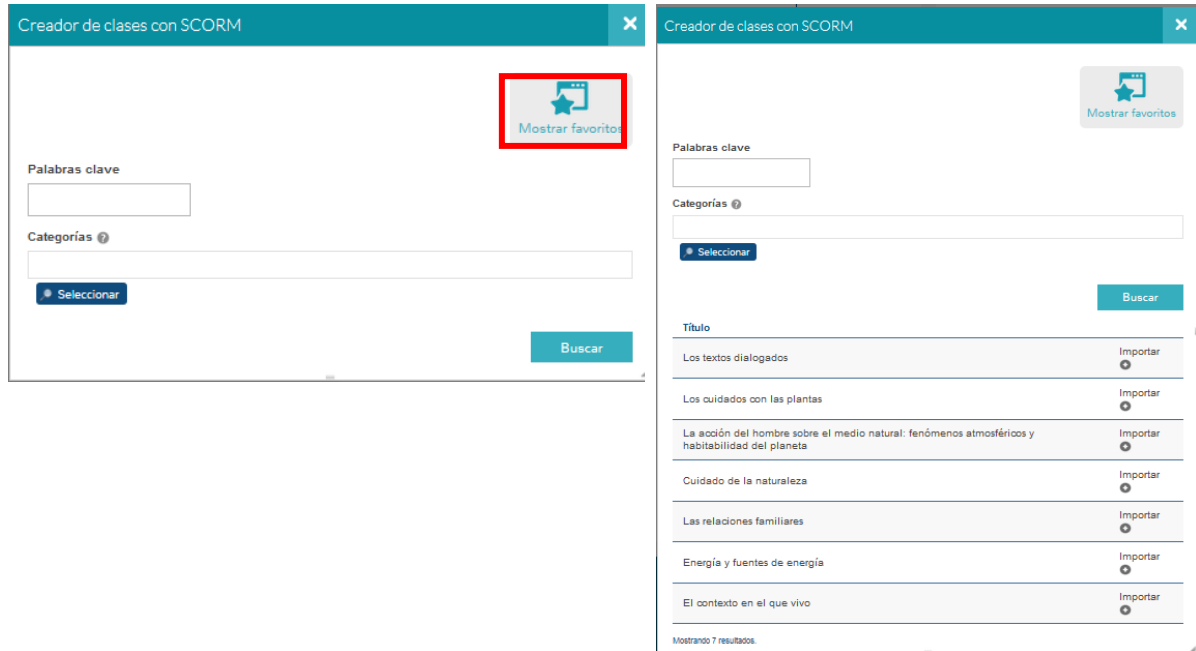 Creador de clases con SCORM
Mostrar favoritos
Palabras clave
Categorías
Seleccionar
Buscar
Creador de clases con SCORM
Mostrar favoritos
Palabras clave
Categorías
Seleccionar
Buscar
Título
Los textos dialogados
Importar
Los cuidados con las plantas
Importar
La acción del hombre sobre el medio natural: fenómenos atmosféricos y
habitabilidad del planeta
Importar
Cuidado de la naturaleza
Importar
Las relaciones familiares
Importar
Energía y fuentes de energía
Importar
El contexto en el que vivo
Importar
Mostrando 7 resultados.